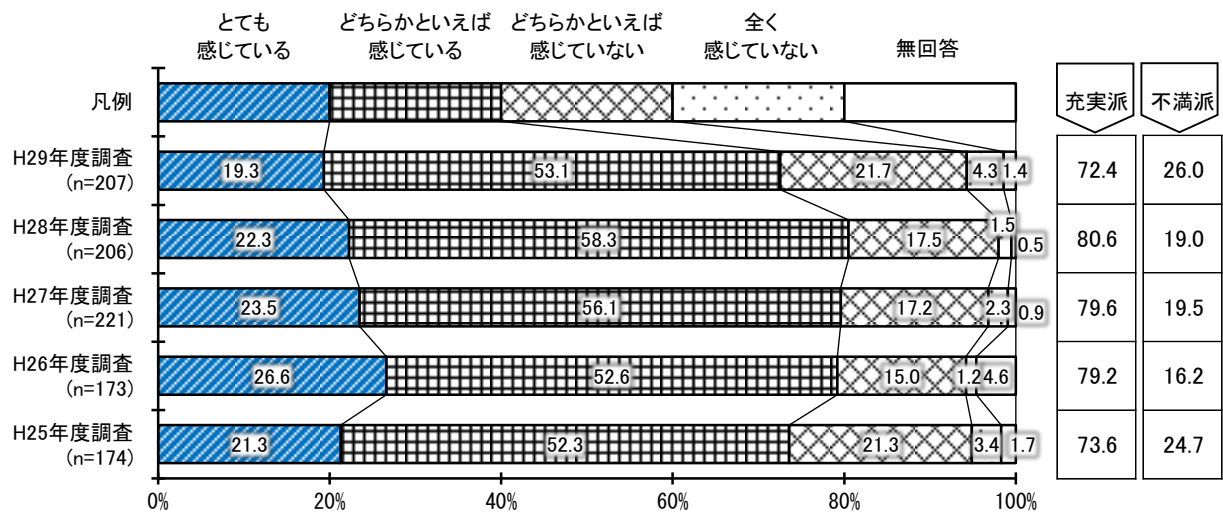 とても
感じている
どちらかといえば
感じている
どちらかといえば
感じていない
全く
感じていない
無回答
凡例
充実派
不満派
H29年度調査
(n=207)
19.3
53.1
21.7
4.3
1.4
72.4
26.0
H28年度調査
(n=206)
22.3
58.3
17.5
1.5
0.5
80.6
19.0
H27年度調査
(n=221)
23.5
56.1
17.2
2.3
0.9
79.6
19.5
H26年度調査
(n=173)
26.6
52.6
15.0
1.2
4.6
79.2
16.2
H25年度調査
(n=174)
21.3
52.3
21.3
3.4
1.7
73.6
24.7
0%
20%
40%
60%
80%
100%